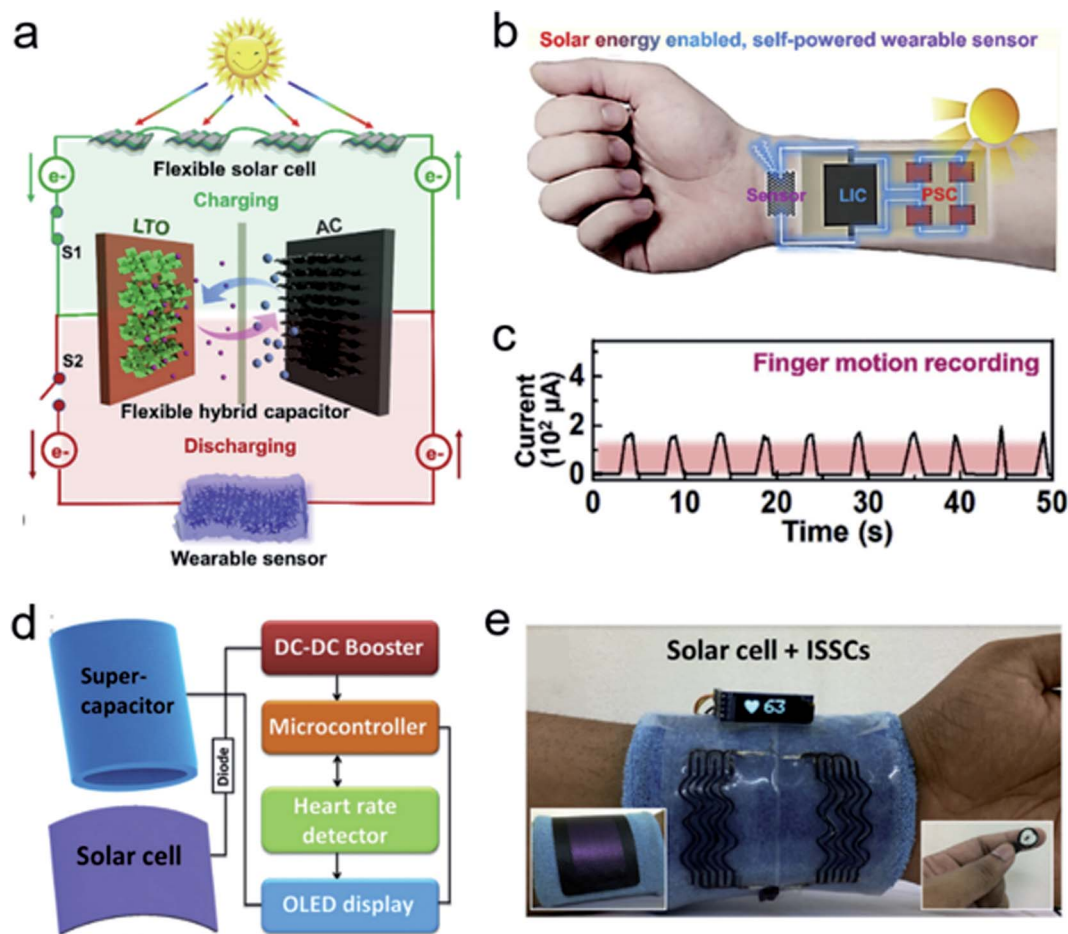 a
Flexible solar cell
Charging
e-
e-
LTO
AC
S1
S2
Flexible hybrid capacitor
Discharging
e-
e-
Wearable sensor
b
Solar energy enabled, self-powered wearable sensor
Sensor
LIC
PSC
c
Finger motion recording
Current
(10² μA)
4
2
0
0
10
20
30
40
50
Time (s)
d
Super-
capacitor
Diode
Solar cell
DC-DC Booster
Microcontroller
Heart rate
detector
OLED display
e
Solar cell + ISSCs
63